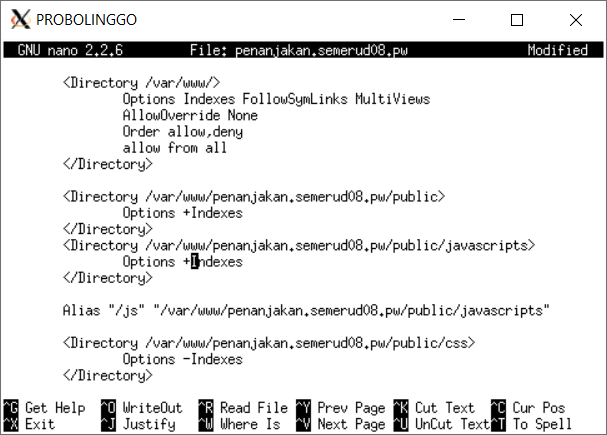 PROBOLINGGO
GNU nano 2.2.6 File: penanjakan.semerud08.pw Modified
<Directory /var/www/>
Options Indexes FollowSymLinks MultiViews
AllowOverride None
Order allow,deny
allow from all
</Directory>
<Directory /var/www/penanjakan.semerud08.pw/public>
Options +Indexes
</Directory>
<Directory /var/www/penanjakan.semerud08.pw/public/javascripts>
Options +Indexes
</Directory>
Alias "/js" "/var/www/penanjakan.semerud08.pw/public/javascripts"
<Directory /var/www/penanjakan.semerud08.pw/public/css>
Options -Indexes
</Directory>
^G Get Help ^O WriteOut ^R Read File ^Y Prev Page ^K Cut Text ^C Cur Pos
^X Exit ^J Justify ^W Where Is ^V Next Page ^U UnCut Text ^T To Spell